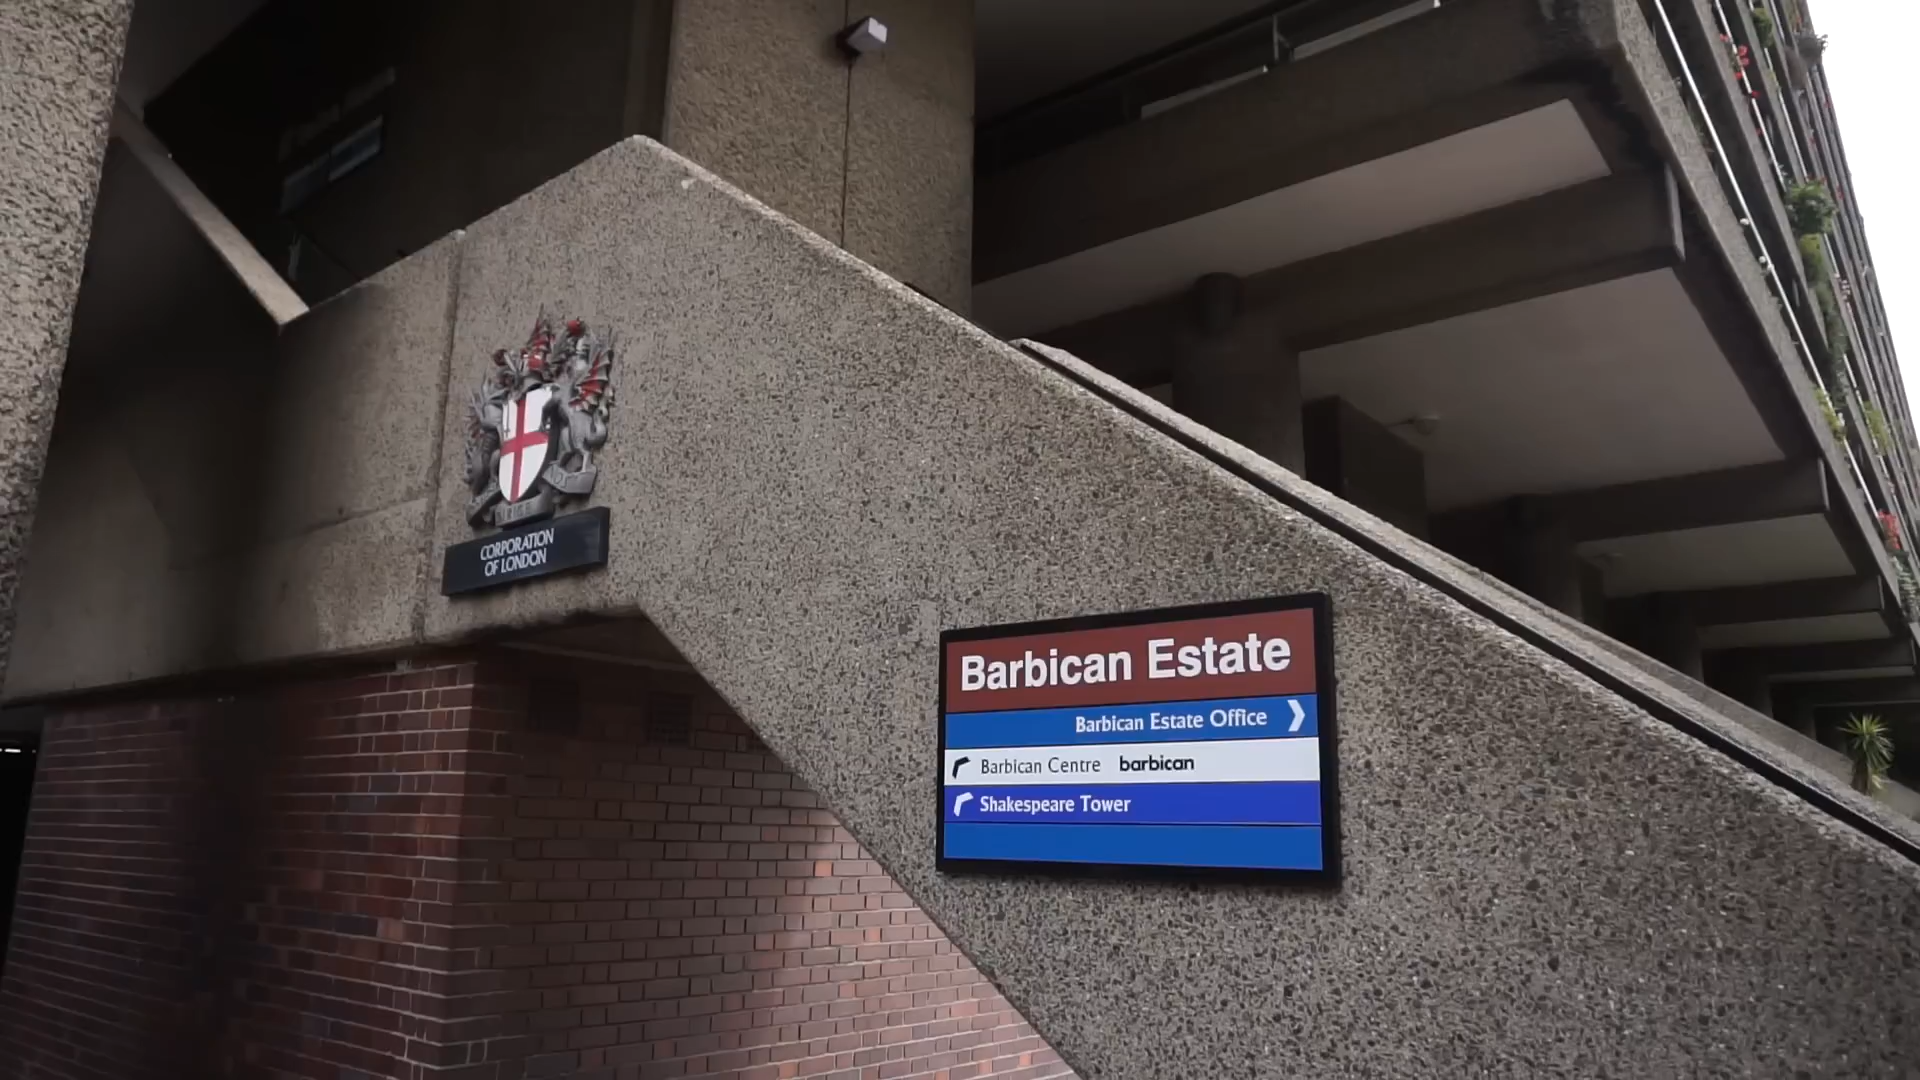 CORPORATION
OF LONDON
Barbican Estate
Barbican Estate Office
Barbican Centre barbican
Shakespeare Tower